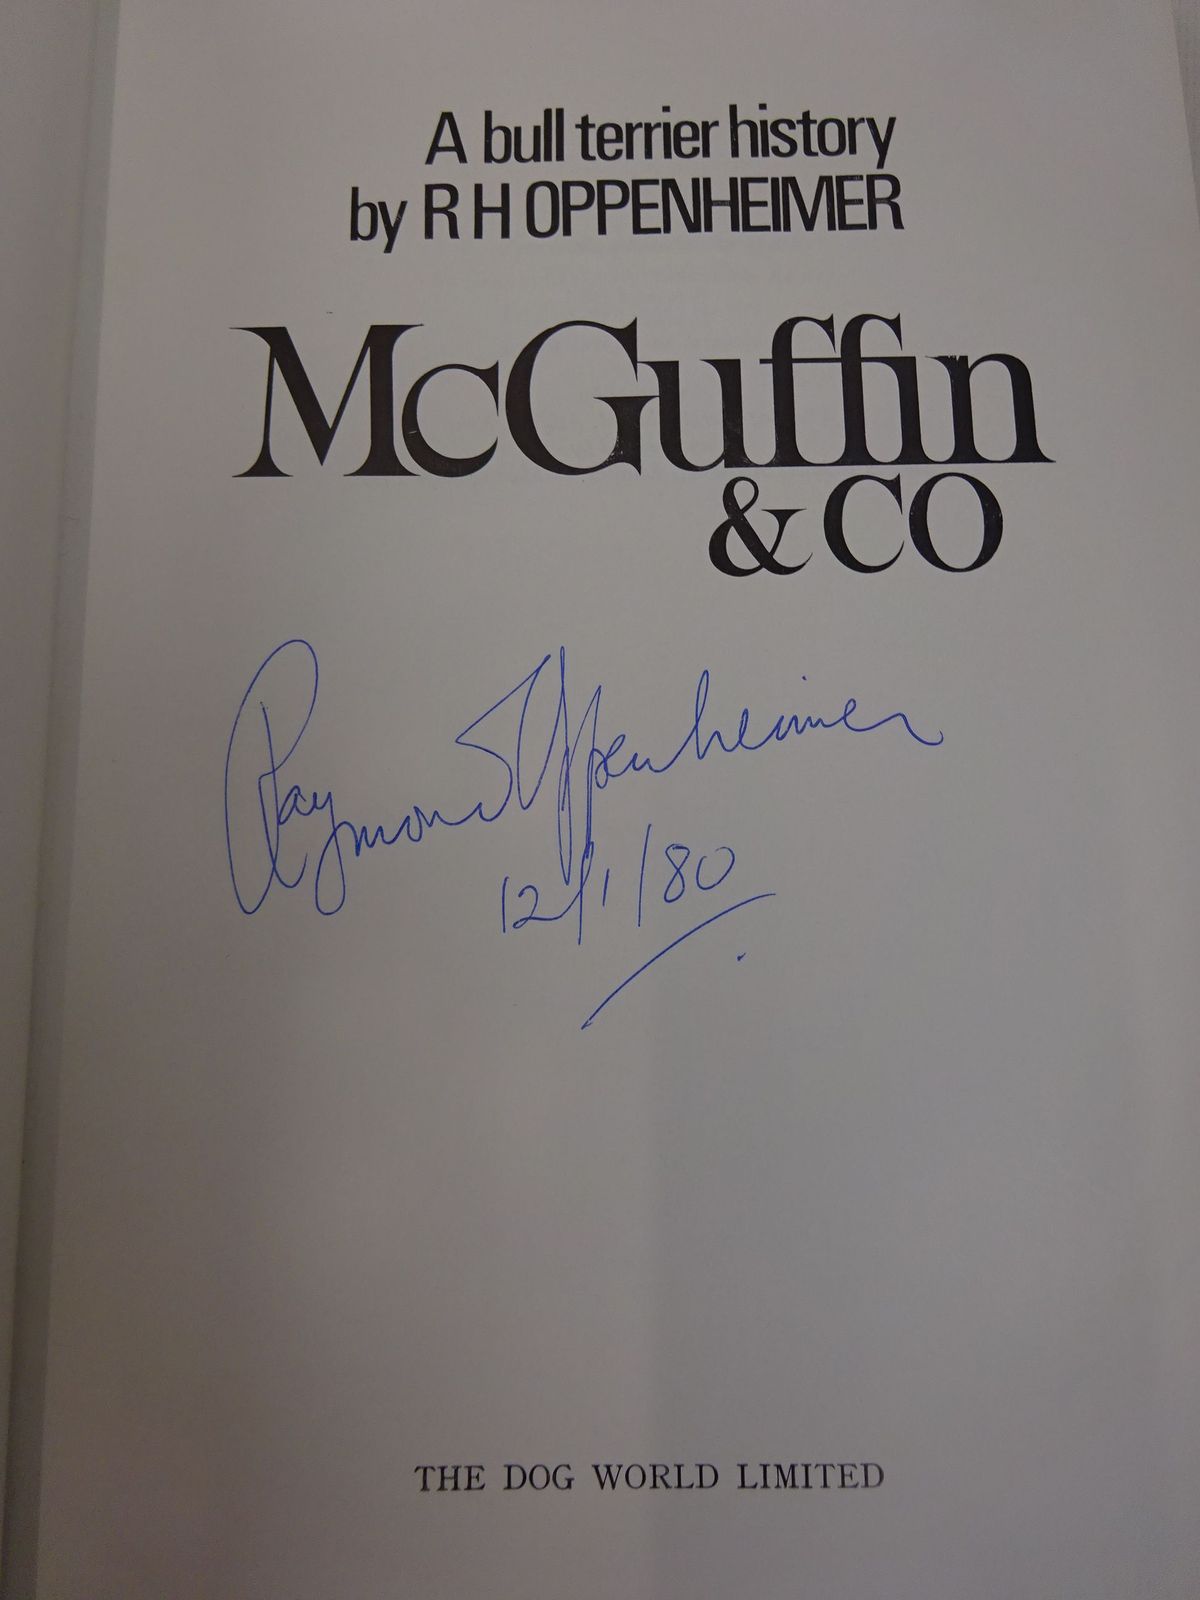 A bull terrier history
by R H OPPENHEIMER
McGuffin
& CO
Raymond Oppenheimer
12/1/80
THE DOG WORLD LIMITED